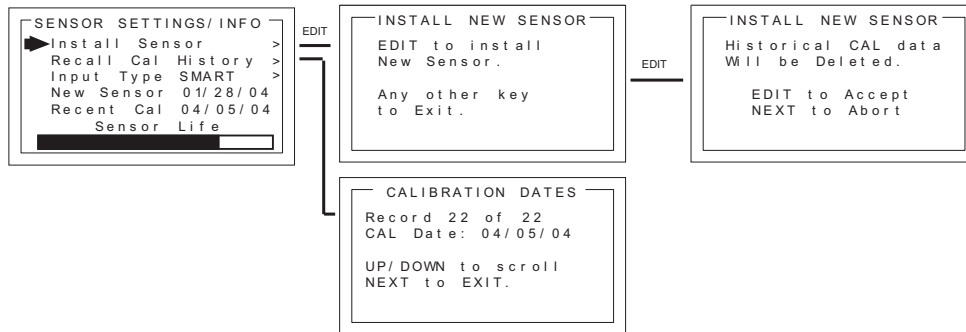 SENSOR SETTINGS/INFO
Install Sensor >
Recall Cal History >
Input Type SMART >
New Sensor 01/28/04
Recent Cal 04/05/04
Sensor Life
EDIT
INSTALL NEW SENSOR
EDIT to install
New Sensor.
Any other key
to Exit.
EDIT
INSTALL NEW SENSOR
Historical CAL data
Will be Deleted.
EDIT to Accept
NEXT to Abort
CALIBRATION DATES
Record 22 of 22
CAL Date: 04/05/04
UP/DOWN to scroll
NEXT to EXIT.